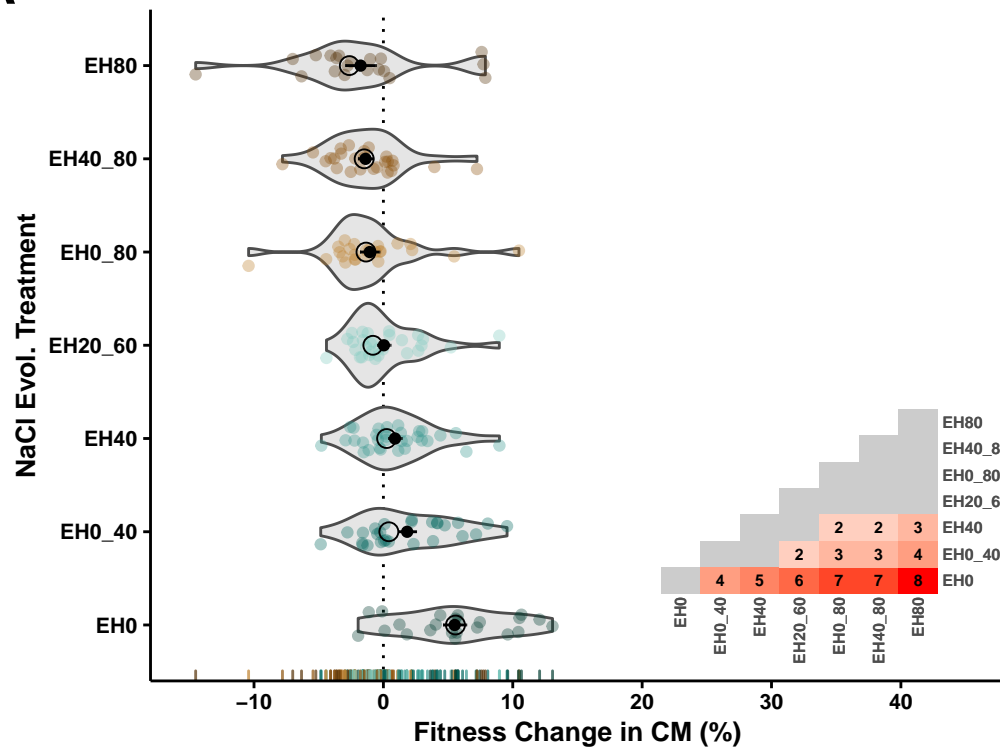 EH80
EH40_80
EH0_80
EH20_60
EH40
EH0_40
EH0
NaCl Evol. Treatment
−10 0 10 20 30 40
Fitness Change in CM (%)
EH80
EH40_8
EH0_80
EH20_6
2 2 3 EH40
2 3 3 4 EH0_40
4 5 6 7 7 8 EH0
EH0
EH0_40
EH40
EH20_60
EH0_80
EH40_80
EH80